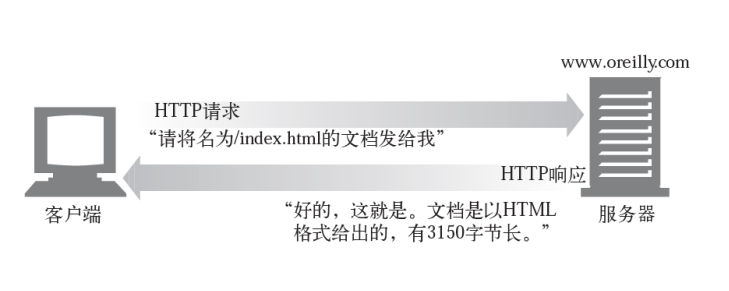 www.oreilly.com
HTTP请求
“请将名为/index.html的文档发给我”
HTTP响应
客户端
“好的，这就是。文档是以HTML
格式给出的，有3150字节长。”
服务器